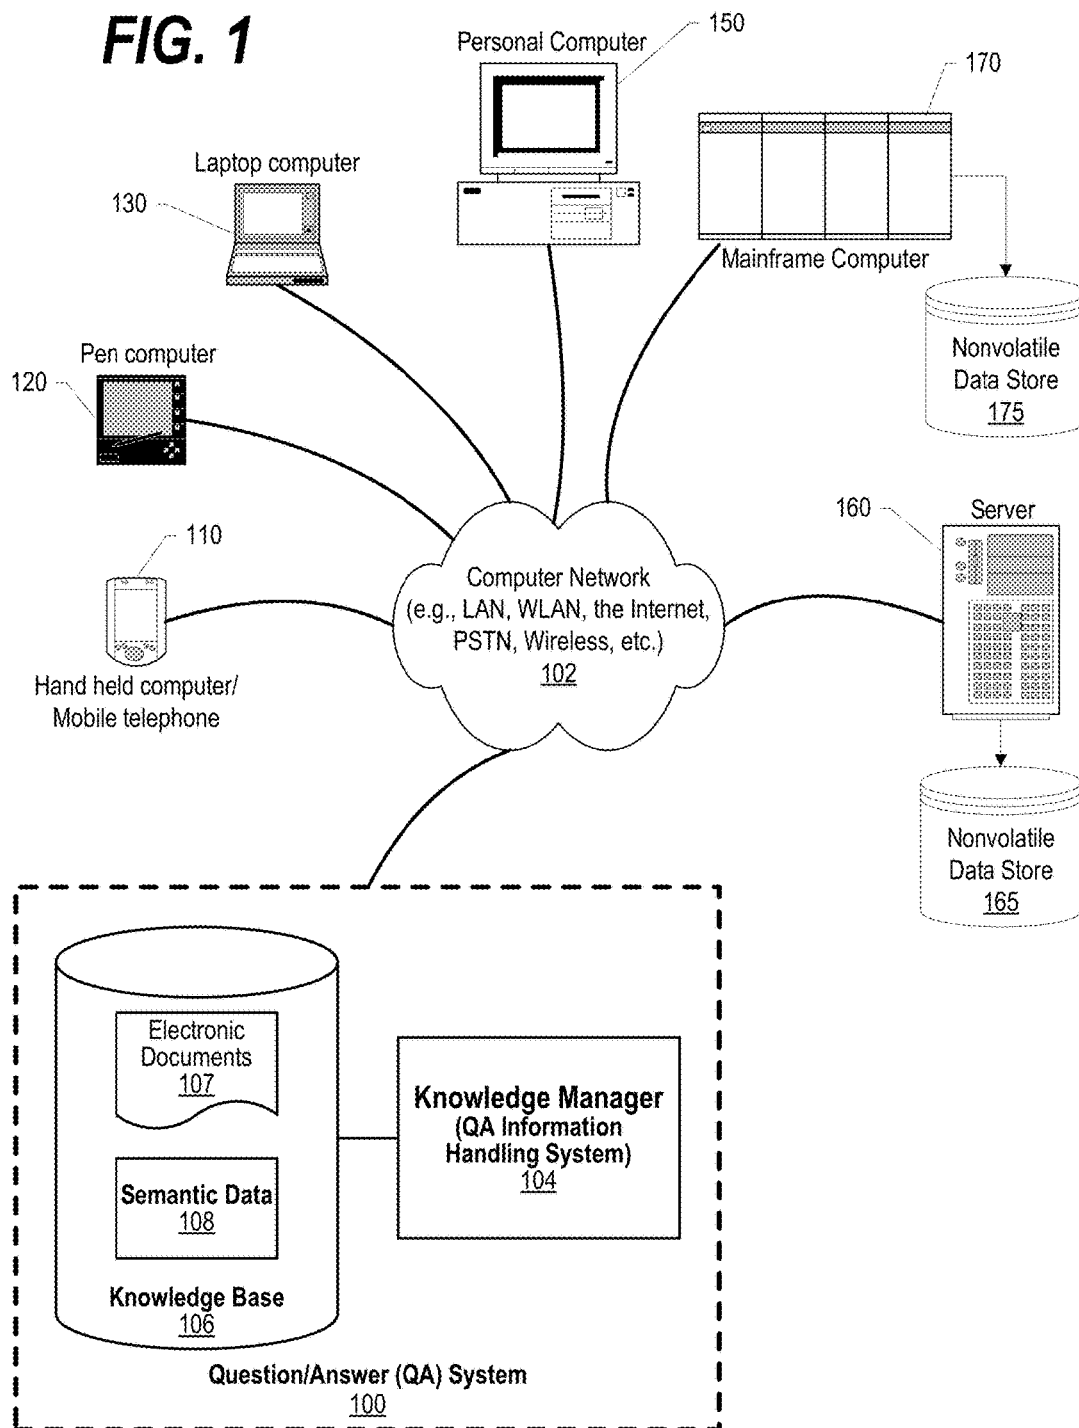 FIG. 1
150
Personal Computer
170
Laptop computer
130
Mainframe Computer
Nonvolatile
Data Store
175
Pen computer
120
160
Server
110
Computer Network
(e.g., LAN, WLAN, the Internet,
PSTN, Wireless, etc.)
102
Hand held computer/
Mobile telephone
Nonvolatile
Data Store
165
Electronic
Documents
107
Knowledge Manager
(QA Information
Handling System)
104
Semantic Data
108
Knowledge Base
106
Question/Answer (QA) System
100